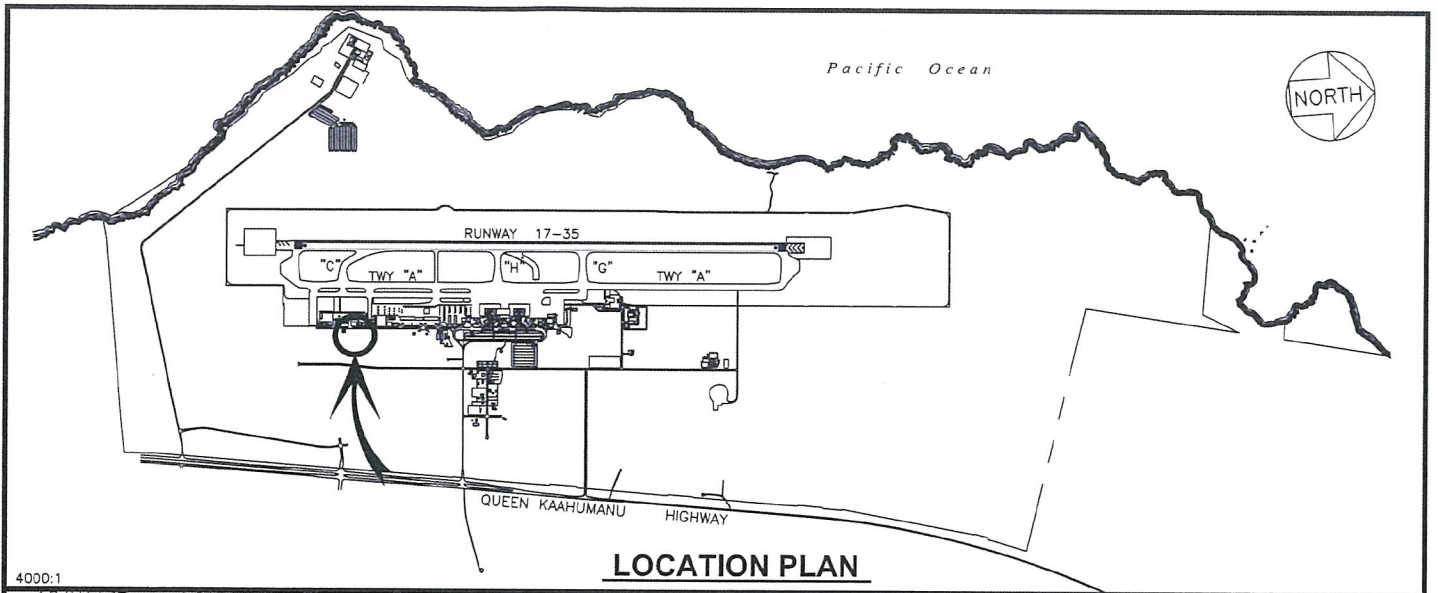 Pacific Ocean
NORTH
RUNWAY 17-35
"C"
TWY "A"
"H"
"G"
TWY "A"
QUEEN KAAHUMANU HIGHWAY
LOCATION PLAN
4000:1